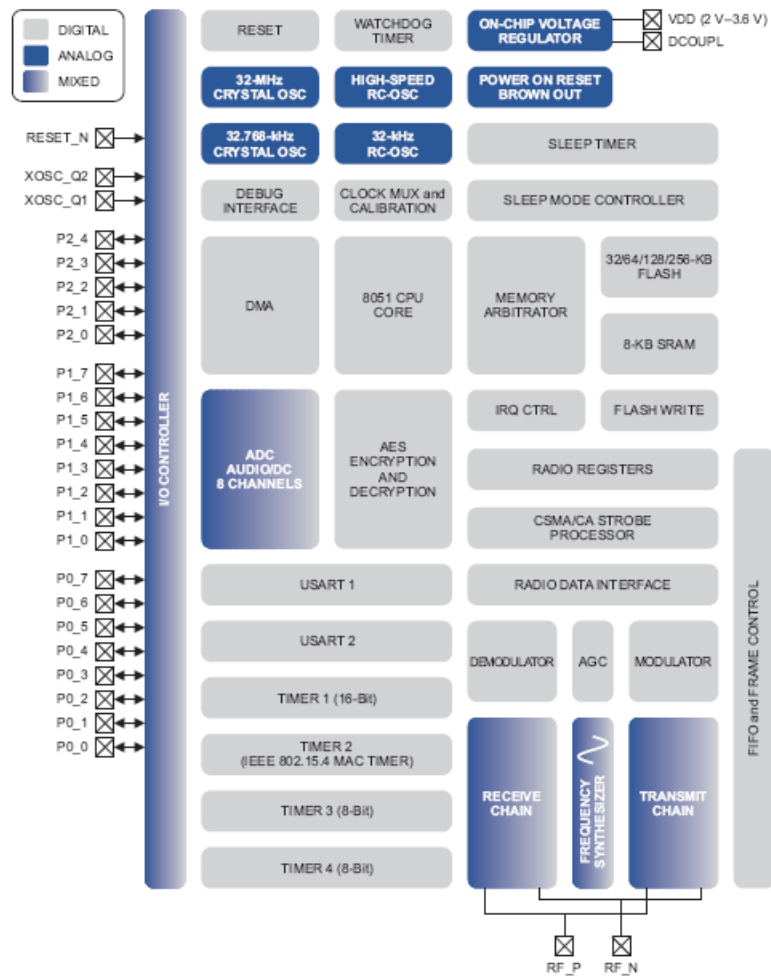 DIGITAL
ANALOG
MIXED
RESET
WATCHDOG
TIMER
ON-CHIP VOLTAGE
REGULATOR
VDD (2 V–3.6 V)
DCOUPL
32-MHz
CRYSTAL OSC
HIGH-SPEED
RC-OSC
POWER ON RESET
BROWN OUT
RESET_N
32.768-kHz
CRYSTAL OSC
32-kHz
RC-OSC
SLEEP TIMER
XOSC_Q2
XOSC_Q1
DEBUG
INTERFACE
CLOCK MUX and
CALIBRATION
SLEEP MODE CONTROLLER
P2_4
P2_3
P2_2
P2_1
P2_0
DMA
8051 CPU
CORE
MEMORY
ARBITRATOR
32/64/128/256-KB
FLASH
8-KB SRAM
P1_7
P1_6
P1_5
P1_4
P1_3
P1_2
P1_1
P1_0
I/O CONTROLLER
ADC
AUDIO/DC
8 CHANNELS
AES
ENCRYPTION
AND
DECRYPTION
IRQ CTRL
FLASH WRITE
RADIO REGISTERS
CSMA/CA STROBE
PROCESSOR
P0_7
P0_6
P0_5
P0_4
P0_3
P0_2
P0_1
P0_0
USART 1
RADIO DATA INTERFACE
USART 2
DEMODULATOR
AGC
MODULATOR
FIFO and FRAME CONTROL
TIMER 1 (16-Bit)
TIMER 2
(IEEE 802.15.4 MAC TIMER)
RECEIVE
CHAIN
FREQUENCY
SYNTHESIZER
TRANSMIT
CHAIN
TIMER 3 (8-Bit)
TIMER 4 (8-Bit)
RF_P
RF_N